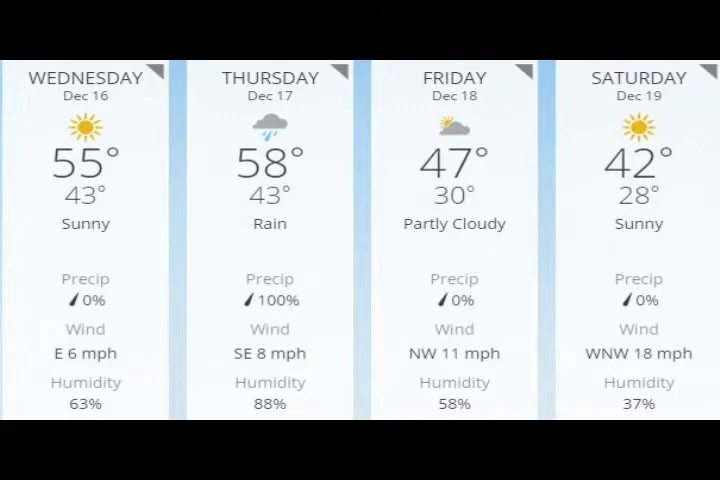 WEDNESDAY
Dec 16
55°
43°
Sunny
Precip
0%
Wind
E 6 mph
Humidity
63%
THURSDAY
Dec 17
58°
43°
Rain
Precip
100%
Wind
SE 8 mph
Humidity
88%
FRIDAY
Dec 18
47°
30°
Partly Cloudy
Precip
0%
Wind
NW 11 mph
Humidity
58%
SATURDAY
Dec 19
42°
28°
Sunny
Precip
0%
Wind
WNW 18 mph
Humidity
37%